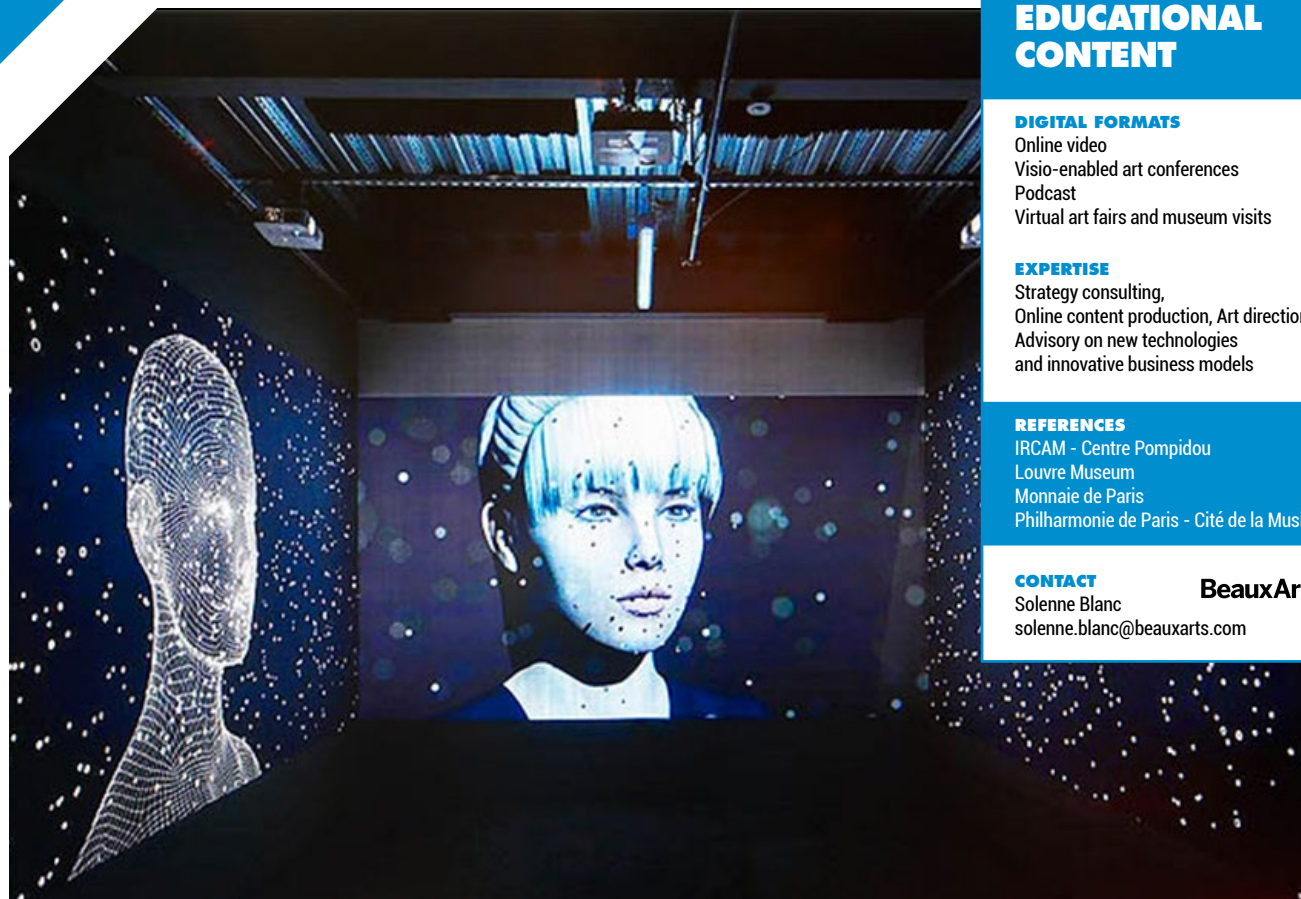 EDUCATIONAL
CONTENT
DIGITAL FORMATS
Online video
Visio-enabled art conferences
Podcast
Virtual art fairs and museum visits
EXPERTISE
Strategy consulting,
Online content production, Art direction
Advisory on new technologies
and innovative business models
REFERENCES
IRCAM - Centre Pompidou
Louvre Museum
Monnaie de Paris
Philharmonie de Paris - Cité de la Mus
CONTACT
BeauxAr
Solenne Blanc
solenne.blanc@beauxarts.com